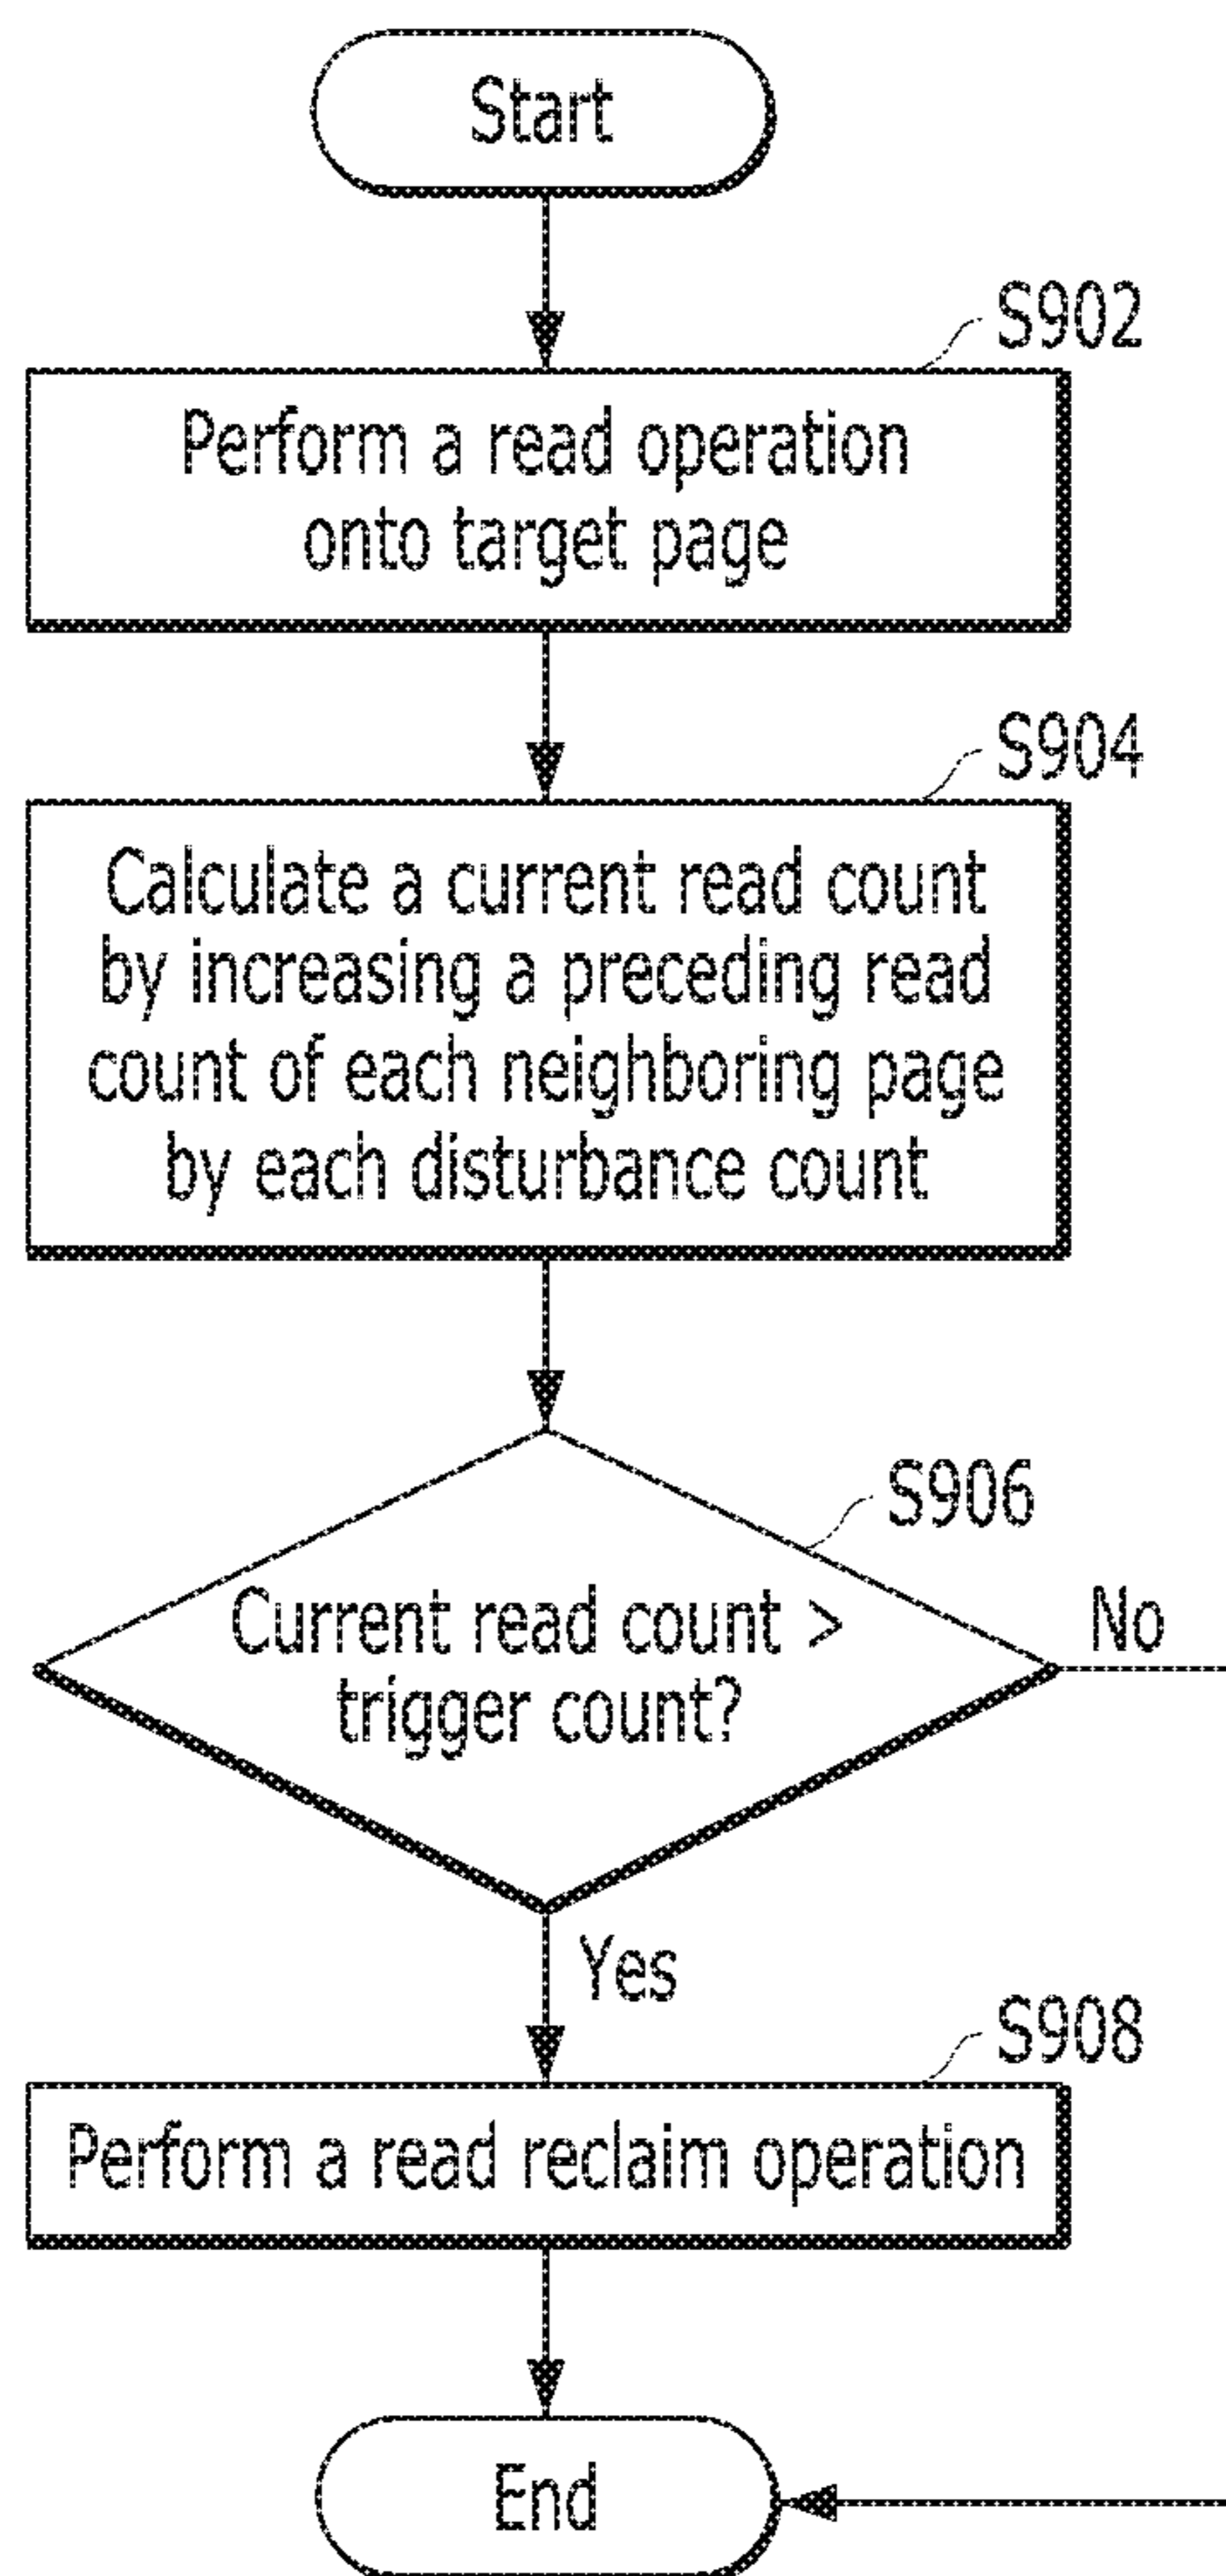 Start
S902
Perform a read operation
onto target page
S904
Calculate a current read count
by increasing a preceding read
count of each neighboring page
by each disturbance count
S906
Current read count >
trigger count?
No
Yes
S908
Perform a read reclaim operation
End